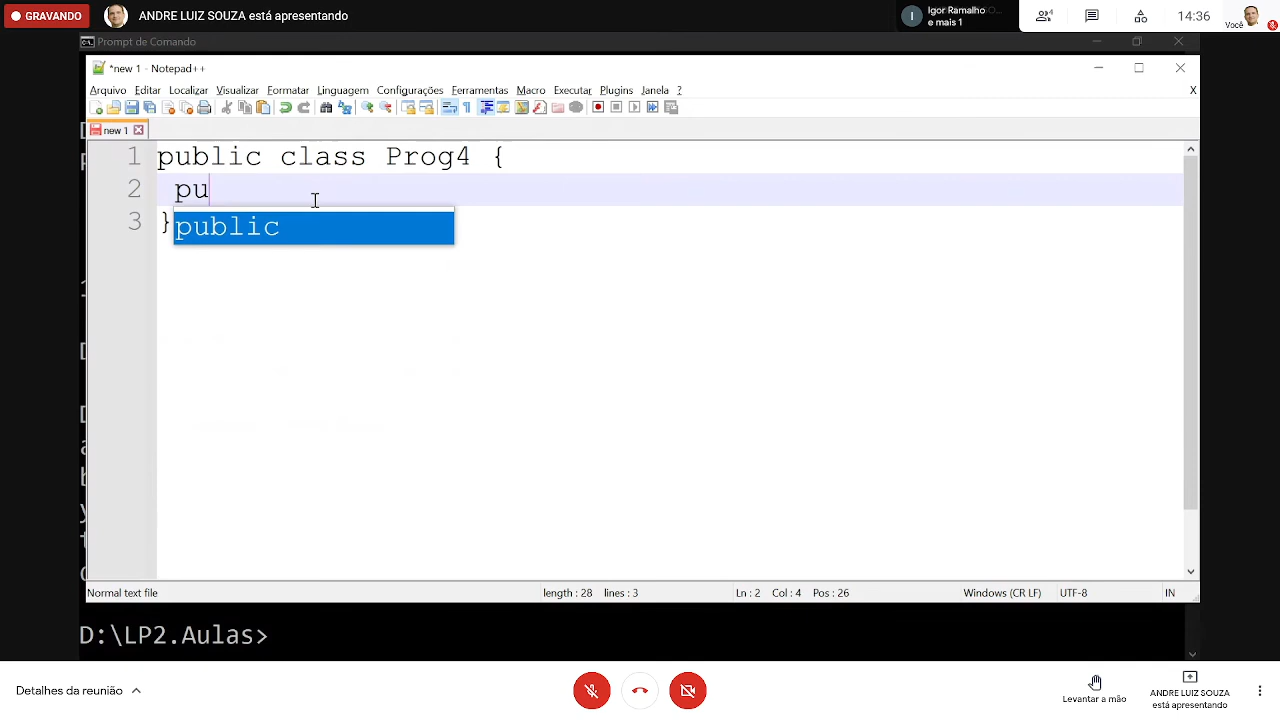 GRAVANDO
ANDRE LUIZ SOUZA está apresentando
I
Igor Ramalho
e mais 1
4
14:36
Você
Prompt de Comando
*new 1 - Notepad++
Arquivo Editar Localizar Visualizar Formatar Linguagem Configurações Ferramentas Macro Executar Plugins Janela ?
X
new 1
1 public class Prog4 {
2 pu
public
3 }
Normal text file
length : 28 lines : 3
Ln : 2 Col : 4 Pos : 26
Windows (CR LF)
UTF-8
IN
D:\LP2.Aulas>
Detalhes da reunião
Levantar a mão
ANDRE LUIZ SOUZA
está apresentando